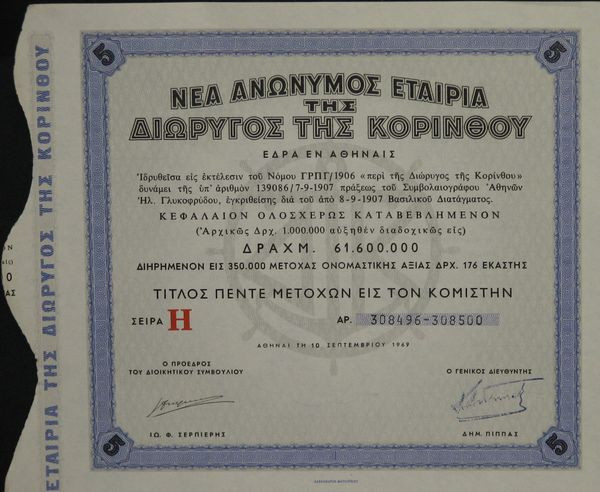 5 5
ΝΕΑ ΑΝΩΝΥΜΟΣ ΕΤΑΙΡΙΑ
ΤΗΣ
ΔΙΩΡΥΓΟΣ ΤΗΣ ΚΟΡΙΝΘΟΥ
ΕΔΡΑ ΕΝ ΑΘΗΝΑΙΣ
Ἱδρυθεῖσα εἰς ἐκτέλεσιν τοῦ Νόμου ΓΡΠΓ/1906 «περὶ τῆς Διώρυγος τῆς Κορίνθου»
δυνάμει τῆς ὑπ' ἀριθμὸν 139086/7-9-1907 πράξεως τοῦ Συμβολαιογράφου Ἀθηνῶν
Ἠλ. Γλυκοφρύδου, ἐγκριθείσης διὰ τοῦ ἀπὸ 8-9-1907 Βασιλικοῦ Διατάγματος.
ΚΕΦΑΛΑΙΟΝ ΟΛΟΣΧΕΡΩΣ ΚΑΤΑΒΕΒΛΗΜΕΝΟΝ
(Ἀρχικῶς Δρχ. 1.000.000 αὐξηθὲν διαδοχικῶς εἰς)
ΔΡΑΧΜ. 61.600.000
ΔΙΗΡΗΜΕΝΟΝ ΕΙΣ 350.000 ΜΕΤΟΧΑΣ ΟΝΟΜΑΣΤΙΚΗΣ ΑΞΙΑΣ ΔΡΧ. 176 ΕΚΑΣΤΗΣ
ΤΙΤΛΟΣ ΠΕΝΤΕ ΜΕΤΟΧΩΝ ΕΙΣ ΤΟΝ ΚΟΜΙΣΤΗΝ
ΣΕΙΡΑ Η ΑΡ. 308496-308500
ΑΘΗΝΑΙ ΤΗ 10 ΣΕΠΤΕΜΒΡΙΟΥ 1969
Ο ΠΡΟΕΔΡΟΣ
ΤΟΥ ΔΙΟΙΚΗΤΙΚΟΥ ΣΥΜΒΟΥΛΙΟΥ
Ο ΓΕΝΙΚΟΣ ΔΙΕΥΘΥΝΤΗΣ
ΙΩ. Φ. ΣΕΡΠΙΕΡΗΣ
ΔΗΜ. ΠΙΠΠΑΣ
5 5
ΕΤΑΙΡΙΑ ΤΗΣ ΔΙΩΡΥΓΟΣ ΤΗΣ ΚΟΡΙΝΘΟΥ